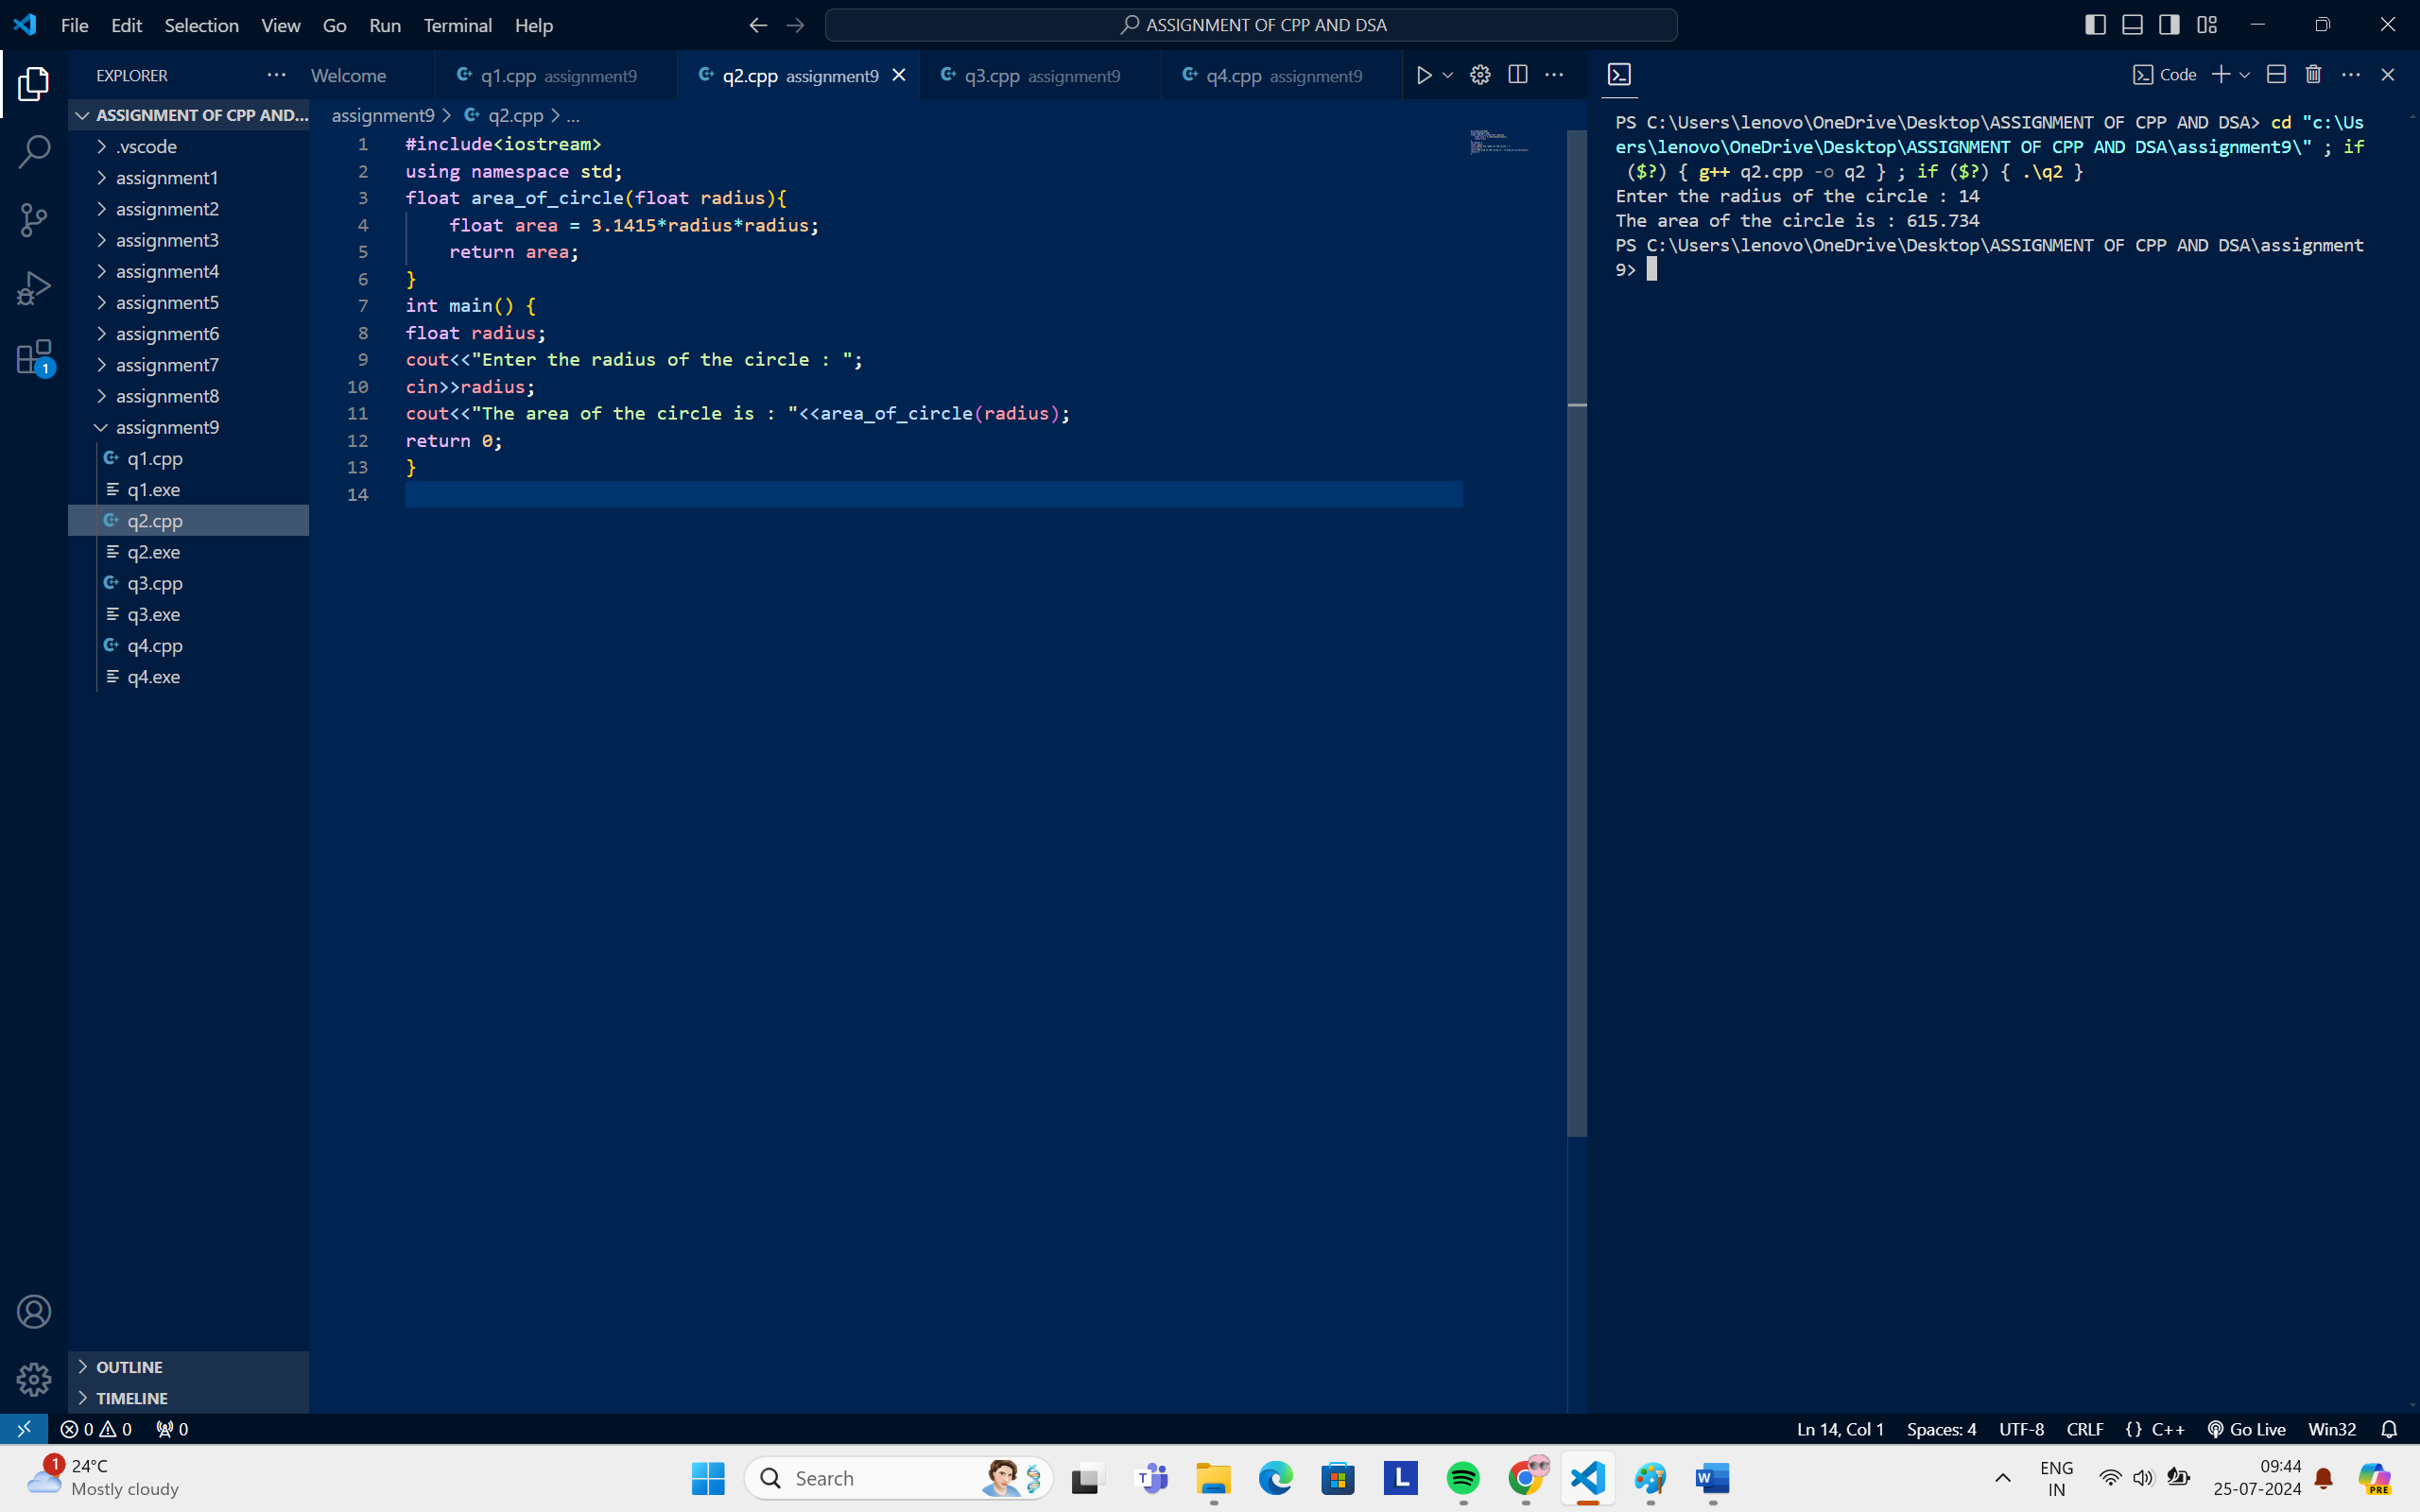 File Edit Selection View Go Run Terminal Help
ASSIGNMENT OF CPP AND DSA
EXPLORER
ASSIGNMENT OF CPP AND...
.vscode
assignment1
assignment2
assignment3
assignment4
assignment5
assignment6
assignment7
assignment8
assignment9
q1.cpp
q1.exe
q2.cpp
q2.exe
q3.cpp
q3.exe
q4.cpp
q4.exe
OUTLINE
TIMELINE
1
Welcome q1.cpp assignment9 q2.cpp assignment9 q3.cpp assignment9 q4.cpp assignment9
assignment9 > q2.cpp > ...
1 #include<iostream>
2 using namespace std;
3 float area_of_circle(float radius){
4 float area = 3.1415*radius*radius;
5 return area;
6 }
7 int main() {
8 float radius;
9 cout<<"Enter the radius of the circle : ";
10 cin>>radius;
11 cout<<"The area of the circle is : "<<area_of_circle(radius);
12 return 0;
13 }
14
Code
PS C:\Users\lenovo\OneDrive\Desktop\ASSIGNMENT OF CPP AND DSA> cd "c:\Us
ers\lenovo\OneDrive\Desktop\ASSIGNMENT OF CPP AND DSA\assignment9\" ; if
($?) { g++ q2.cpp -o q2 } ; if ($?) { .\q2 }
Enter the radius of the circle : 14
The area of the circle is : 615.734
PS C:\Users\lenovo\OneDrive\Desktop\ASSIGNMENT OF CPP AND DSA\assignment
9>
0 0 0 Ln 14, Col 1 Spaces: 4 UTF-8 CRLF {} C++ Go Live Win32
1
24°C
Mostly cloudy
Search
T
L
W
ENG
IN
09:44
25-07-2024
PRE